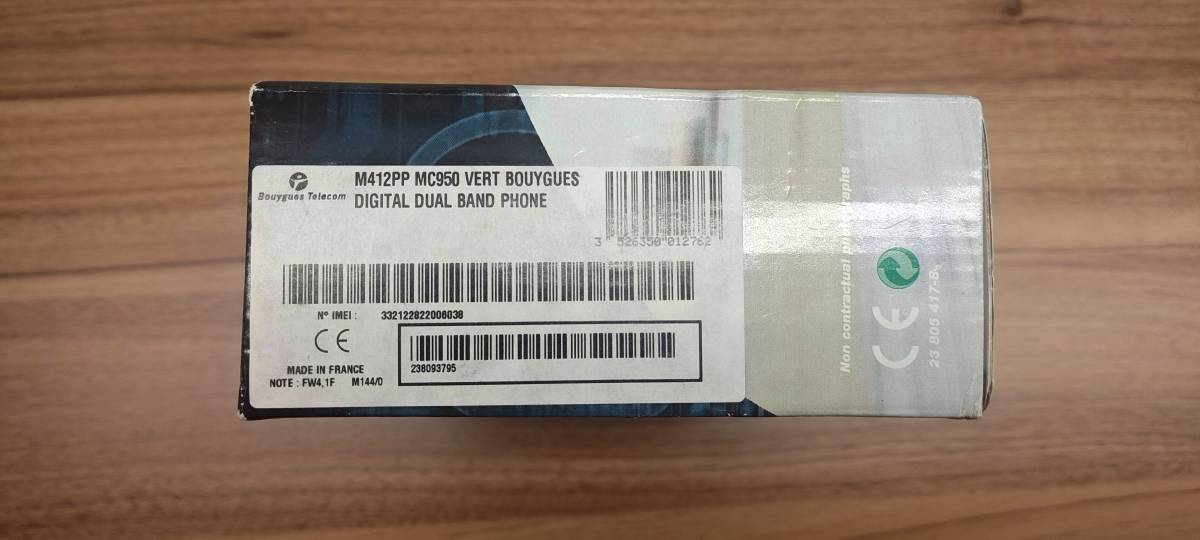 Bouygues Telecom
M412PP MC950 VERT BOUYGUES
DIGITAL DUAL BAND PHONE
3 526350 012762
N° IMEI : 332122822006038
CE
238093795
MADE IN FRANCE
NOTE : FW4,1F M144/0
Non contractual photographs
CE
23 805 417-8